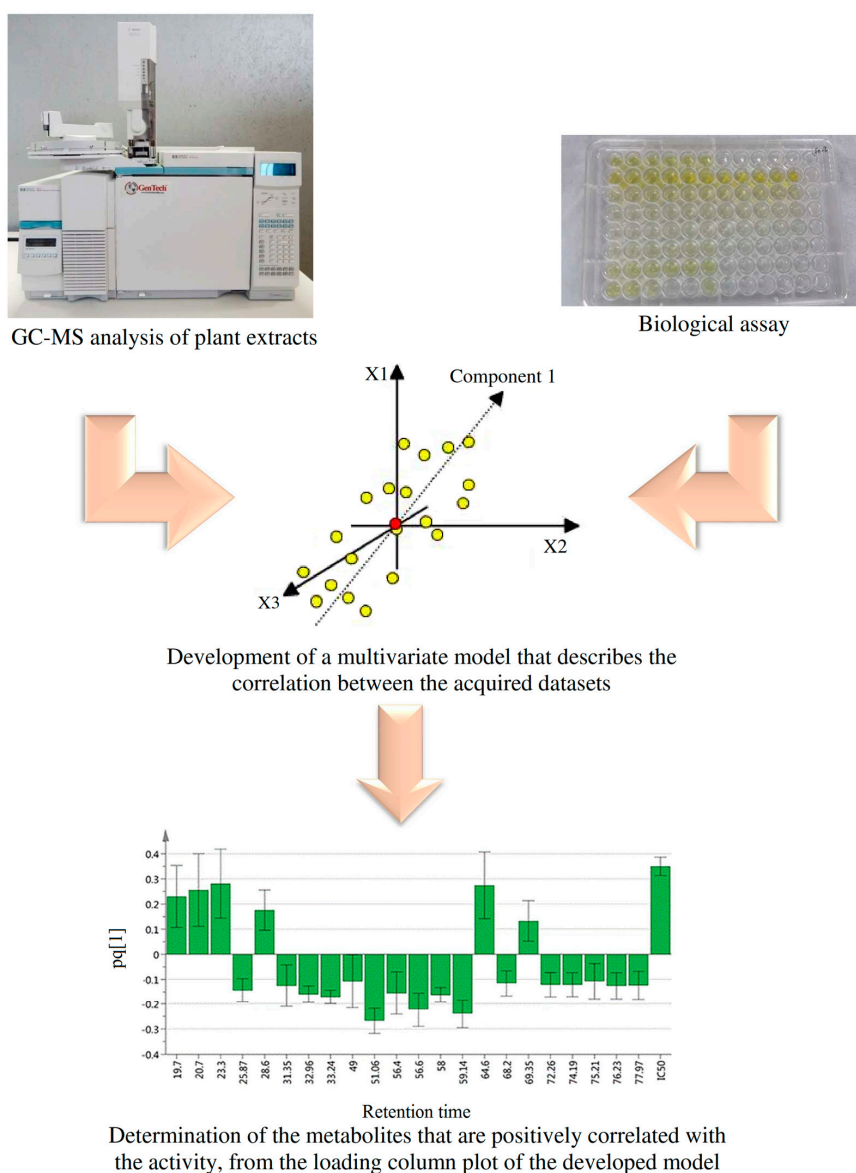 GenTech
GC-MS analysis of plant extracts
Biological assay
X1
Component 1
X2
X3
Development of a multivariate model that describes the
correlation between the acquired datasets
0.4
0.3
0.2
0.1
0
-0.1
-0.2
-0.3
-0.4
pq[1]
19.7
20.7
23.3
25.87
28.6
31.35
32.96
33.24
49
51.06
56.4
56.6
58
59.14
64.6
68.2
69.35
72.26
74.19
75.21
76.23
77.97
IC50
Retention time
Determination of the metabolites that are positively correlated with
the activity, from the loading column plot of the developed model